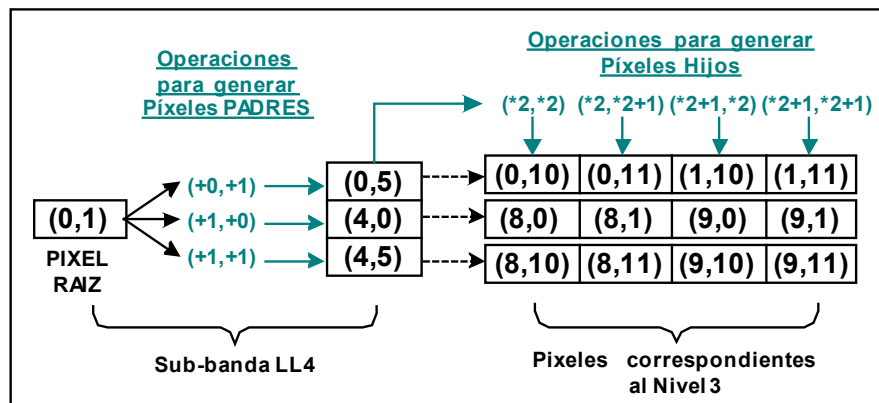 Operaciones
para generar
Píxeles PADRES
Operaciones para generar
Píxeles Hijos
(*2,*2) (*2,*2+1) (*2+1,*2) (*2+1,*2+1)
(0,1)
PIXEL
RAIZ
(+0,+1)
(+1,+0)
(+1,+1)
(0,5)
(4,0)
(4,5)
(0,10) (0,11) (1,10) (1,11)
(8,0) (8,1) (9,0) (9,1)
(8,10) (8,11) (9,10) (9,11)
Sub-banda LL4
Pixeles correspondientes
al Nivel 3